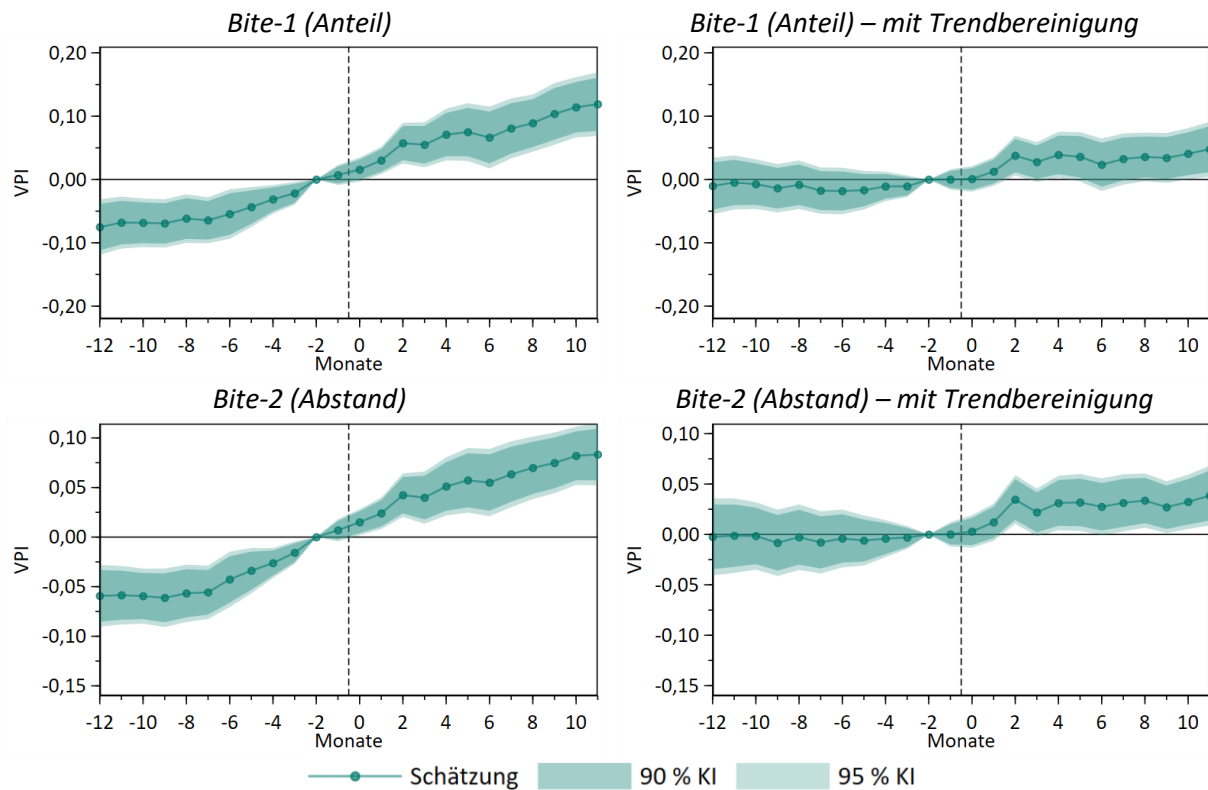 Bite-1 (Anteil)
0,20
0,10
0,00
-0,10
-0,20
VPI
-12 -10 -8 -6 -4 -2 0 2 4 6 8 10
Monate
Bite-1 (Anteil) – mit Trendbereinigung
0,20
0,10
0,00
-0,10
-0,20
VPI
-12 -10 -8 -6 -4 -2 0 2 4 6 8 10
Monate
Bite-2 (Abstand)
0,10
0,05
0,00
-0,05
-0,10
-0,15
VPI
-12 -10 -8 -6 -4 -2 0 2 4 6 8 10
Monate
Bite-2 (Abstand) – mit Trendbereinigung
0,10
0,05
0,00
-0,05
-0,10
-0,15
VPI
-12 -10 -8 -6 -4 -2 0 2 4 6 8 10
Monate
Schätzung 90 % KI 95 % KI